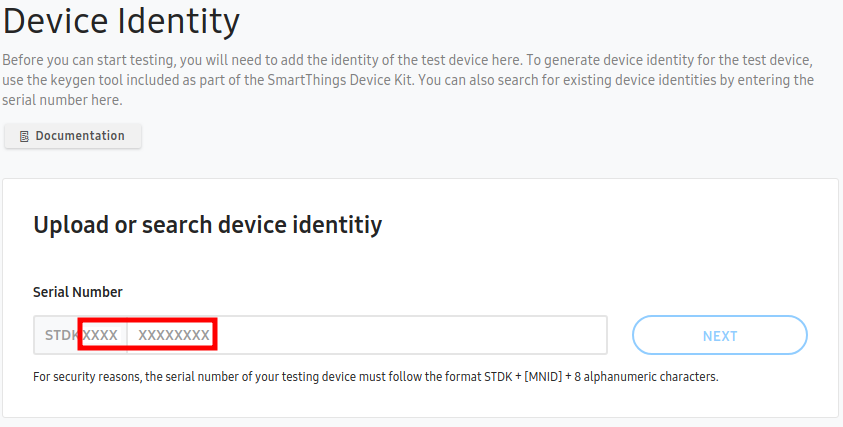 Device Identity
Before you can start testing, you will need to add the identity of the test device here. To generate device identity for the test device,
use the keygen tool included as part of the SmartThings Device Kit. You can also search for existing device identities by entering the
serial number here.
Documentation
Upload or search device identitiy
Serial Number
STDKXXXX XXXXXXXX
NEXT
For security reasons, the serial number of your testing device must follow the format STDK + [MNID] + 8 alphanumeric characters.